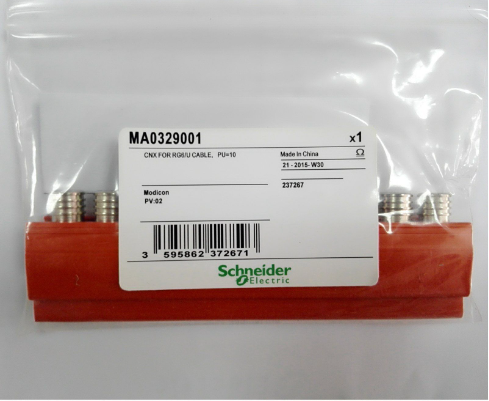 MA0329001 x1
CNX FOR RG6/U CABLE, PU=10
Made in China Ω
21 - 2015- W30
237267
Modicon
PV:02
3 595862 372671
Schneider
Electric